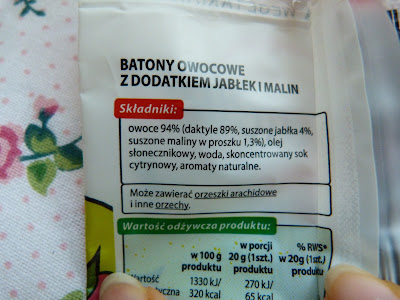 BATONY OWOCOWE
Z DODATKIEM JABŁEK I MALIN
Składniki:
owoce 94% (daktyle 89%, suszone jabłka 4%,
suszone maliny w proszku 1,3%), olej
słonecznikowy, woda, skoncentrowany sok
cytrynowy, aromaty naturalne.
Może zawierać orzeszki arachidowe
i inne orzechy.
Wartość odżywcza produktu:
w porcji % RWS*
w 100 g 20 g (1szt.) w 20g (1szt.)
produktu produktu produktu
Wartość 1330 kJ/ 270 kJ/
320 kcal 65 kcal